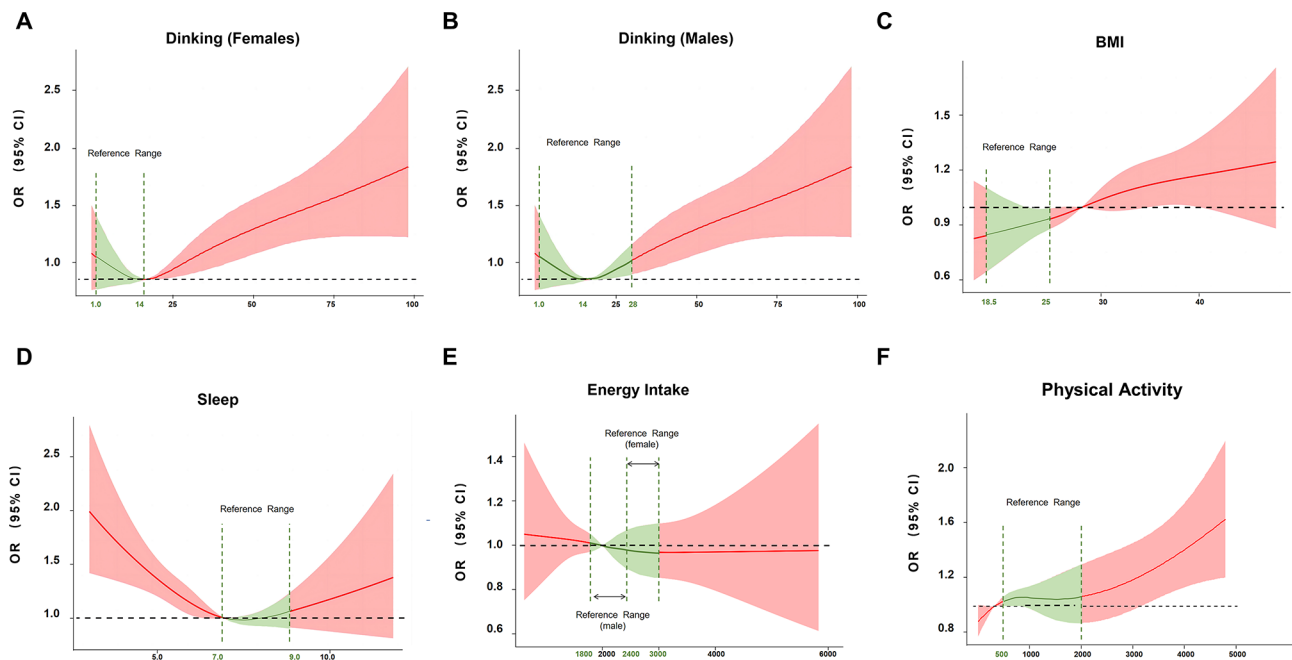 A
Dinking (Females)
OR (95% CI)
2.5
2.0
1.5
1.0
Reference Range
1.0
14
25
50
75
100
B
Dinking (Males)
OR (95% CI)
2.5
2.0
1.5
1.0
Reference Range
1.0
14
25
28
50
75
100
C
BMI
OR (95% CI)
1.5
1.2
0.9
0.6
Reference Range
18.5
25
30
40
D
Sleep
OR (95% CI)
2.5
2.0
1.5
1.0
Reference Range
5.0
7.0
9.0
10.0
E
Energy Intake
OR (95% CI)
1.4
1.2
1.0
0.8
0.6
Reference Range
(female)
Reference Range
(male)
1800
2000
2400
3000
4000
6000
F
Physical Activity
OR (95% CI)
2.0
1.6
1.2
0.8
Reference Range
500
1000
2000
3000
4000
5000